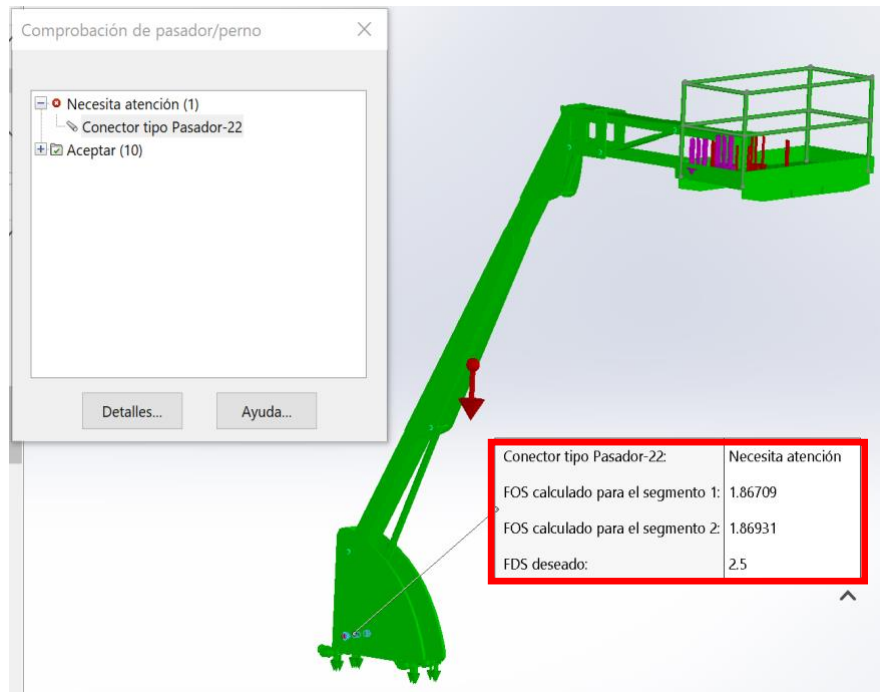 Comprobación de pasador/perno
Necesita atención (1)
Conector tipo Pasador-22
Aceptar (10)
Detalles...
Ayuda...
Conector tipo Pasador-22: Necesita atención
FOS calculado para el segmento 1: 1.86709
FOS calculado para el segmento 2: 1.86931
FDS deseado: 2.5